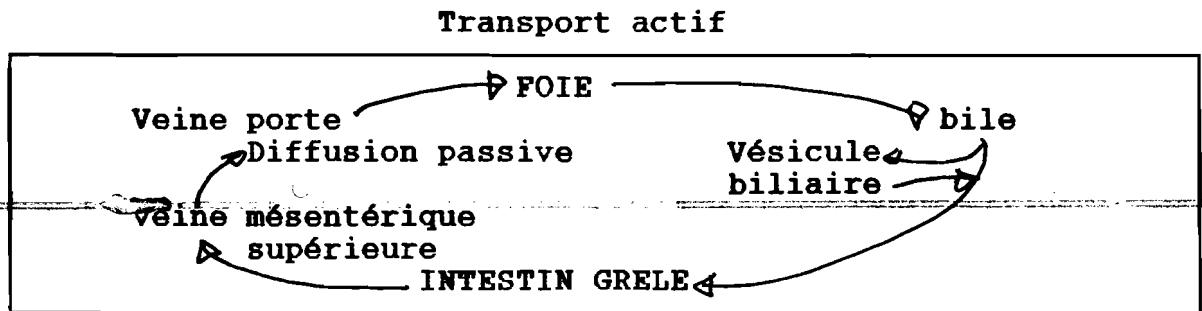 Transport actif
FOIE
Veine porte bile
Diffusion passive Vésicule
biliaire
veine mésentérique
supérieure
INTESTIN GRELE